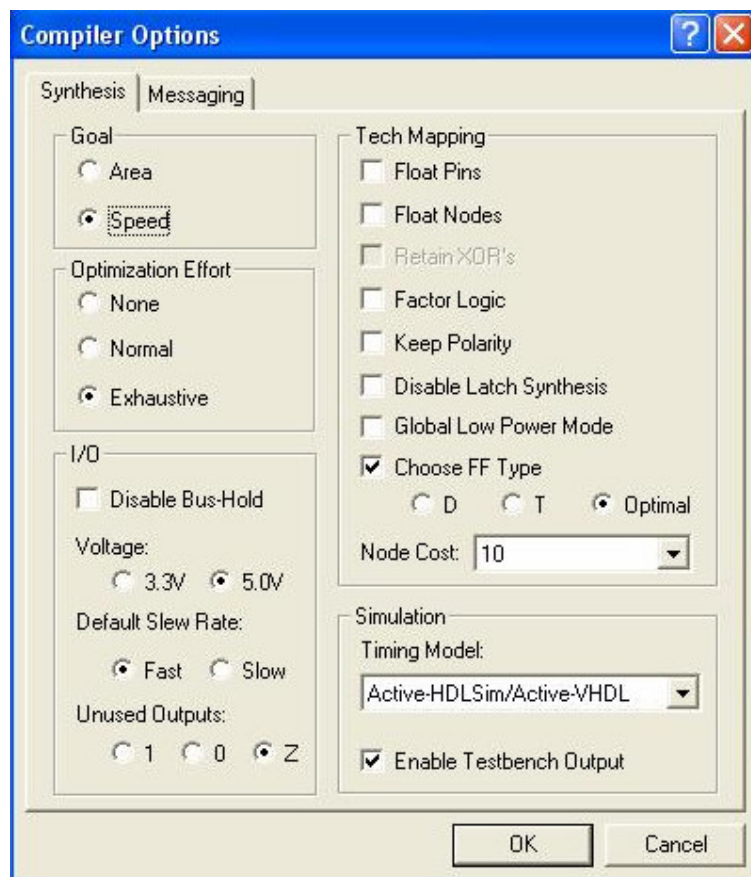 Compiler Options
Synthesis
Messaging
Goal
Area
Speed
Optimization Effort
None
Normal
Exhaustive
I/O
Disable Bus-Hold
Voltage:
3.3V
5.0V
Default Slew Rate:
Fast
Slow
Unused Outputs:
1
0
Z
Tech Mapping
Float Pins
Float Nodes
Retain XOR's
Factor Logic
Keep Polarity
Disable Latch Synthesis
Global Low Power Mode
Choose FF Type
D
T
Optimal
Node Cost: 10
Simulation
Timing Model:
Active-HDLSim/Active-VHDL
Enable Testbench Output
OK
Cancel